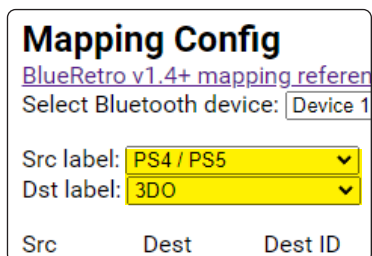 Mapping Config
BlueRetro v1.4+ mapping referen
Select Bluetooth device: Device 1
Src label: PS4 / PS5
Dst label: 3DO
Src Dest Dest ID